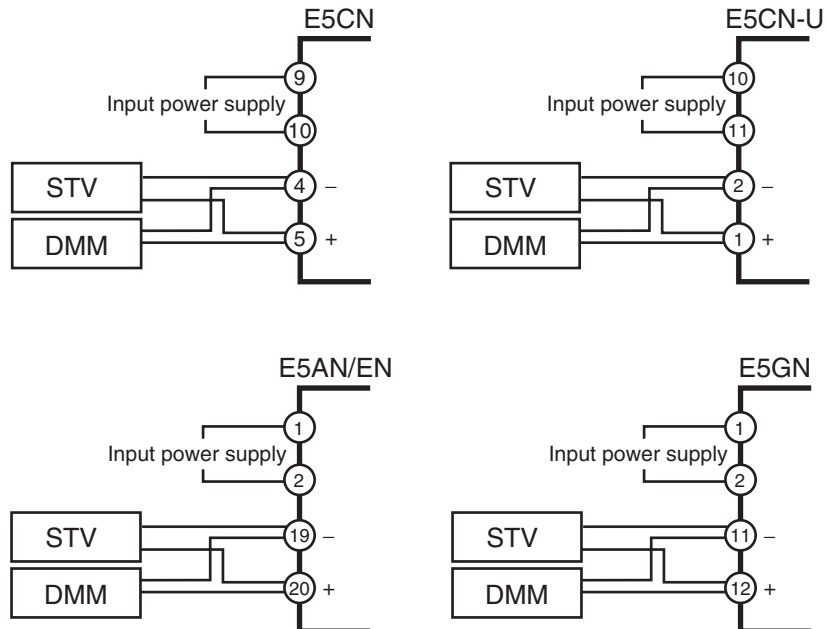 E5CN
9
Input power supply
10
STV
4 –
DMM
5 +
E5CN-U
10
Input power supply
11
STV
2 –
DMM
1 +
E5AN/EN
1
Input power supply
2
STV
19 –
DMM
20 +
E5GN
1
Input power supply
2
STV
11 –
DMM
12 +